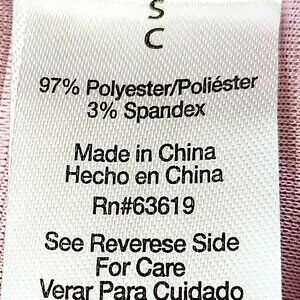 S
C
97% Polyester/Poliéster
3% Spandex
Made in China
Hecho en China
Rn#63619
See Reverese Side
For Care
Verar Para Cuidado